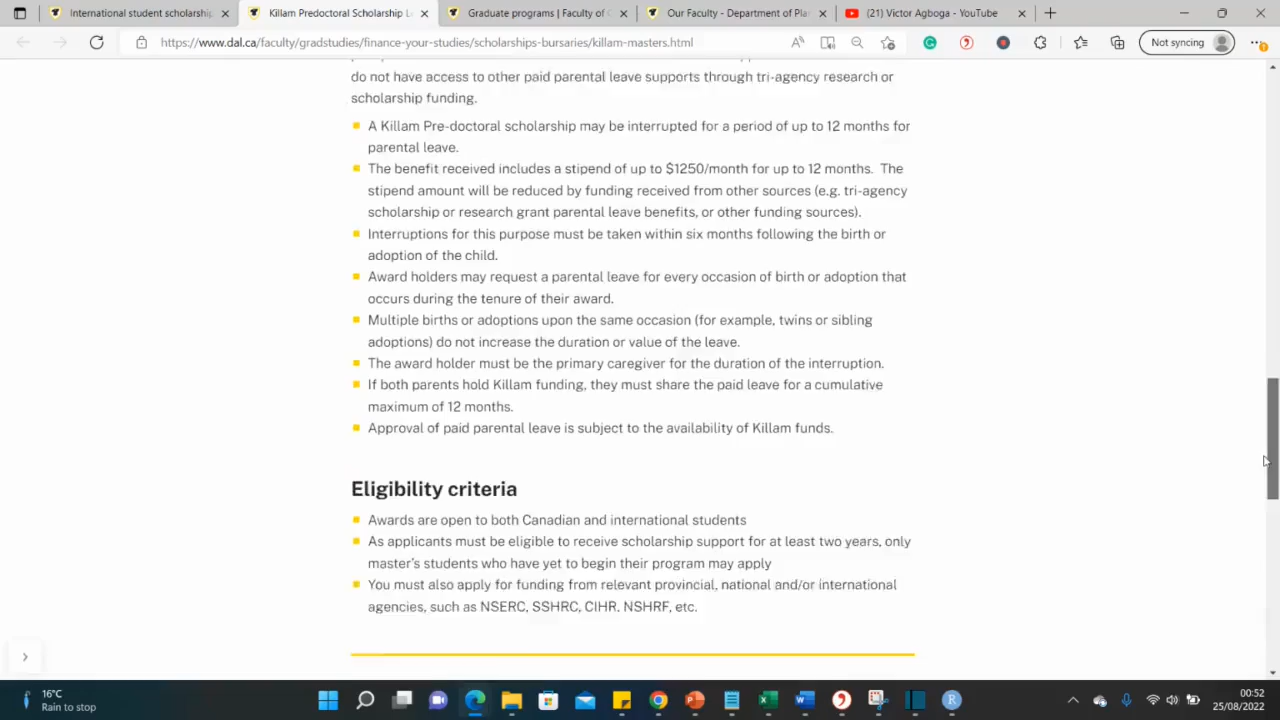 International student scholarship
Killam Predoctoral Scholarship L
Graduate programs | Faculty of G
Our Faculty - Department of Plan
(21) Victor Agboga - YouTube
https://www.dal.ca/faculty/gradstudies/finance-your-studies/scholarships-bursaries/killam-masters.html
Not syncing
do not have access to other paid parental leave supports through tri-agency research or
scholarship funding.
A Killam Pre-doctoral scholarship may be interrupted for a period of up to 12 months for
parental leave.
The benefit received includes a stipend of up to $1250/month for up to 12 months. The
stipend amount will be reduced by funding received from other sources (e.g. tri-agency
scholarship or research grant parental leave benefits, or other funding sources).
Interruptions for this purpose must be taken within six months following the birth or
adoption of the child.
Award holders may request a parental leave for every occasion of birth or adoption that
occurs during the tenure of their award.
Multiple births or adoptions upon the same occasion (for example, twins or sibling
adoptions) do not increase the duration or value of the leave.
The award holder must be the primary caregiver for the duration of the interruption.
If both parents hold Killam funding, they must share the paid leave for a cumulative
maximum of 12 months.
Approval of paid parental leave is subject to the availability of Killam funds.
Eligibility criteria
Awards are open to both Canadian and international students
As applicants must be eligible to receive scholarship support for at least two years, only
master's students who have yet to begin their program may apply
You must also apply for funding from relevant provincial, national and/or international
agencies, such as NSERC, SSHRC, CIHR. NSHRF, etc.
16°C
Rain to stop
00:52
25/08/2022